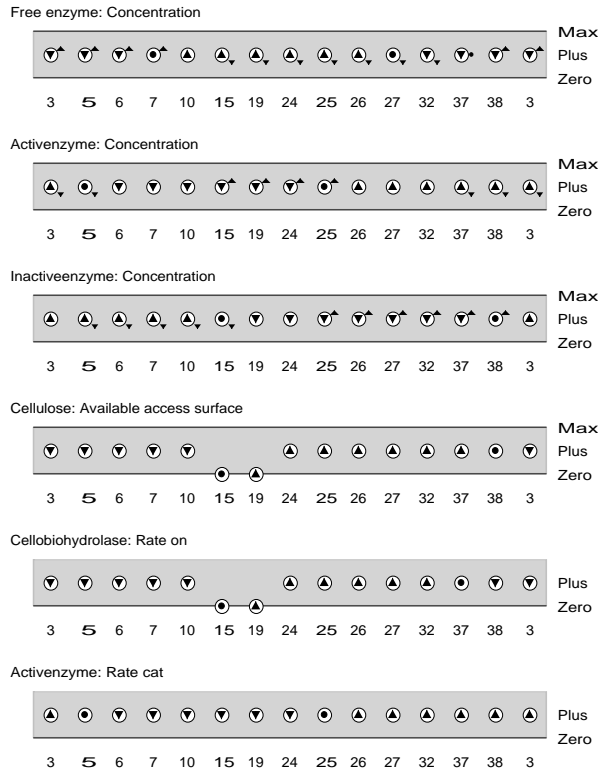 Free enzyme: Concentration
Max
Plus
Zero
3 5 6 7 10 15 19 24 25 26 27 32 37 38 3
Activenzyme: Concentration
Max
Plus
Zero
3 5 6 7 10 15 19 24 25 26 27 32 37 38 3
Inactiveenzyme: Concentration
Max
Plus
Zero
3 5 6 7 10 15 19 24 25 26 27 32 37 38 3
Cellulose: Available access surface
Max
Plus
Zero
3 5 6 7 10 15 19 24 25 26 27 32 37 38 3
Cellobiohydrolase: Rate on
Plus
Zero
3 5 6 7 10 15 19 24 25 26 27 32 37 38 3
Activenzyme: Rate cat
Plus
Zero
3 5 6 7 10 15 19 24 25 26 27 32 37 38 3